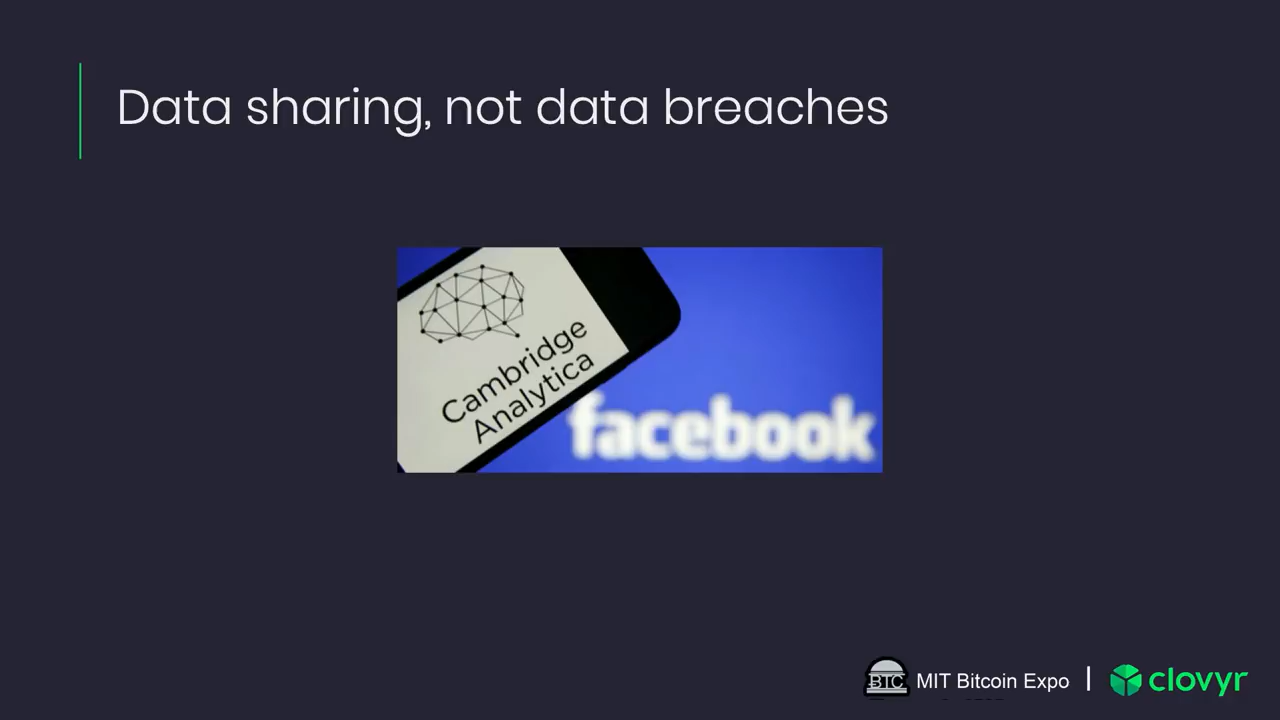 Data sharing, not data breaches
Cambridge
Analytica
facebook
BTC MIT Bitcoin Expo | clovyr